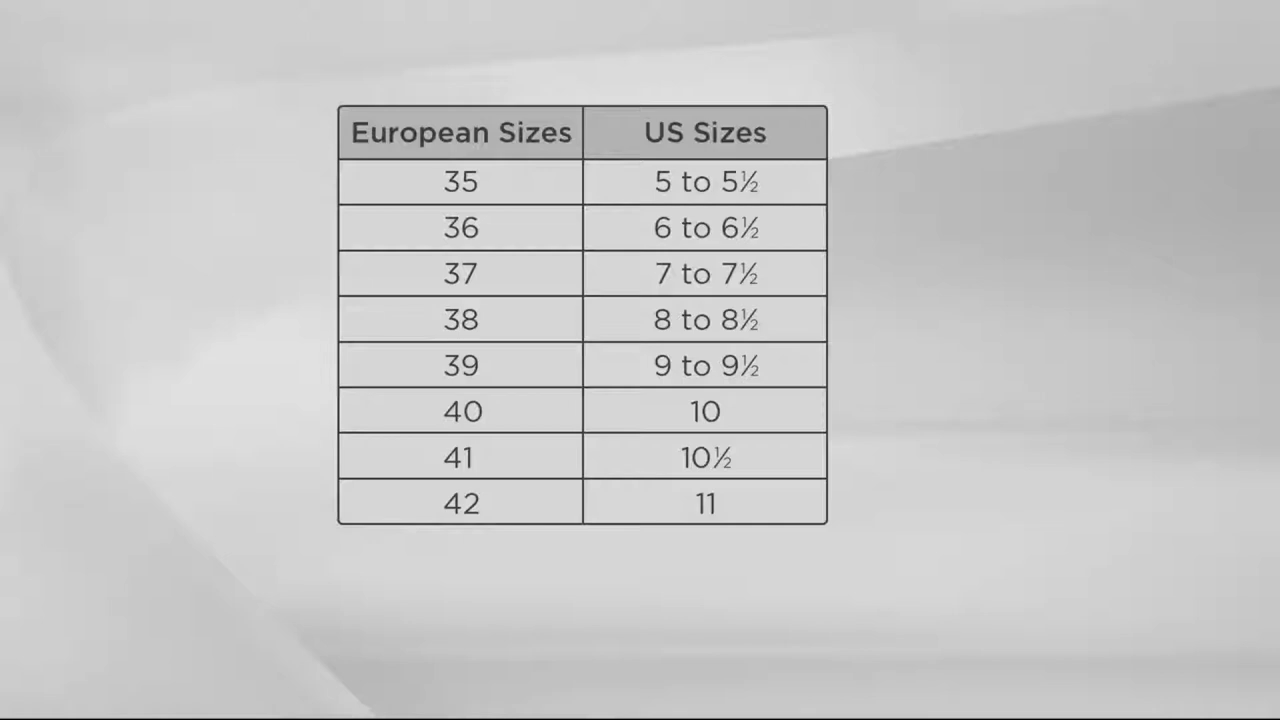 European Sizes US Sizes
35 5 to 5½
36 6 to 6½
37 7 to 7½
38 8 to 8½
39 9 to 9½
40 10
41 10½
42 11